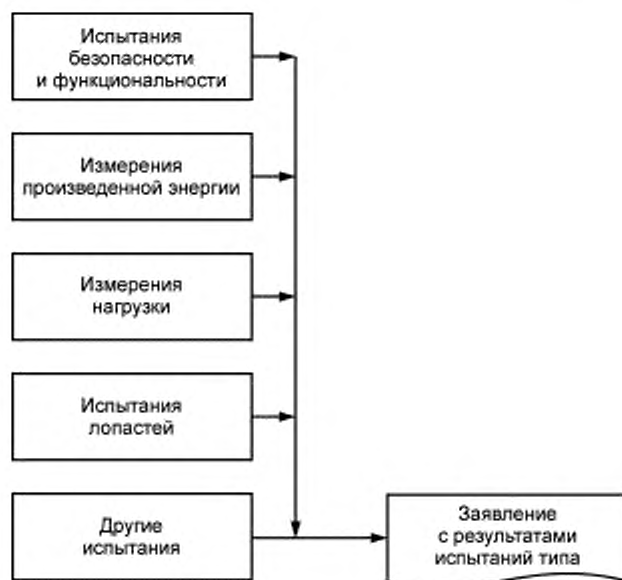 Испытания
безопасности
и функциональности
Измерения
произведенной энергии
Измерения
нагрузки
Испытания
лопастей
Другие
испытания
Заявление
с результатами
испытаний типа